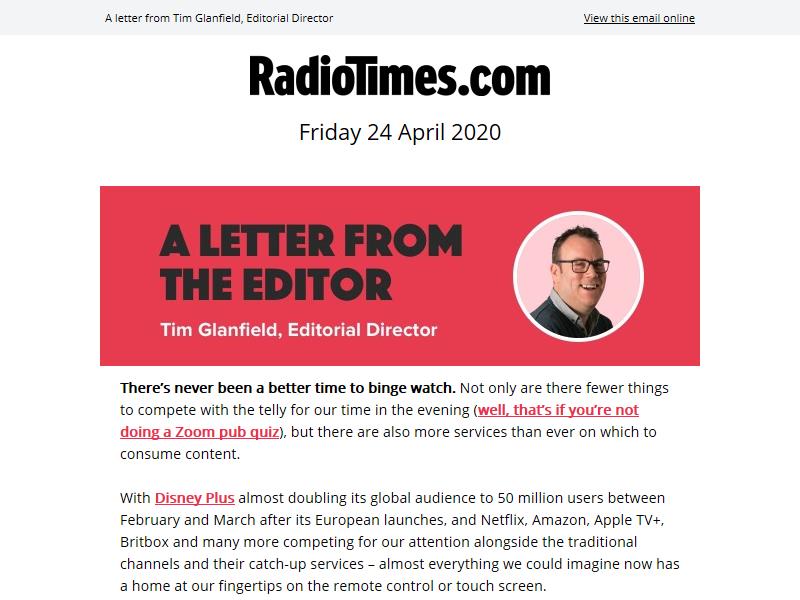 A letter from Tim Glanfield, Editorial Director
View this email online
RadioTimes.com
Friday 24 April 2020
A LETTER FROM
THE EDITOR
Tim Glanfield, Editorial Director
There’s never been a better time to binge watch. Not only are there fewer things
to compete with the telly for our time in the evening (well, that’s if you’re not
doing a Zoom pub quiz), but there are also more services than ever on which to
consume content.
With Disney Plus almost doubling its global audience to 50 million users between
February and March after its European launches, and Netflix, Amazon, Apple TV+,
Britbox and many more competing for our attention alongside the traditional
channels and their catch-up services – almost everything we could imagine now has
a home at our fingertips on the remote control or touch screen.